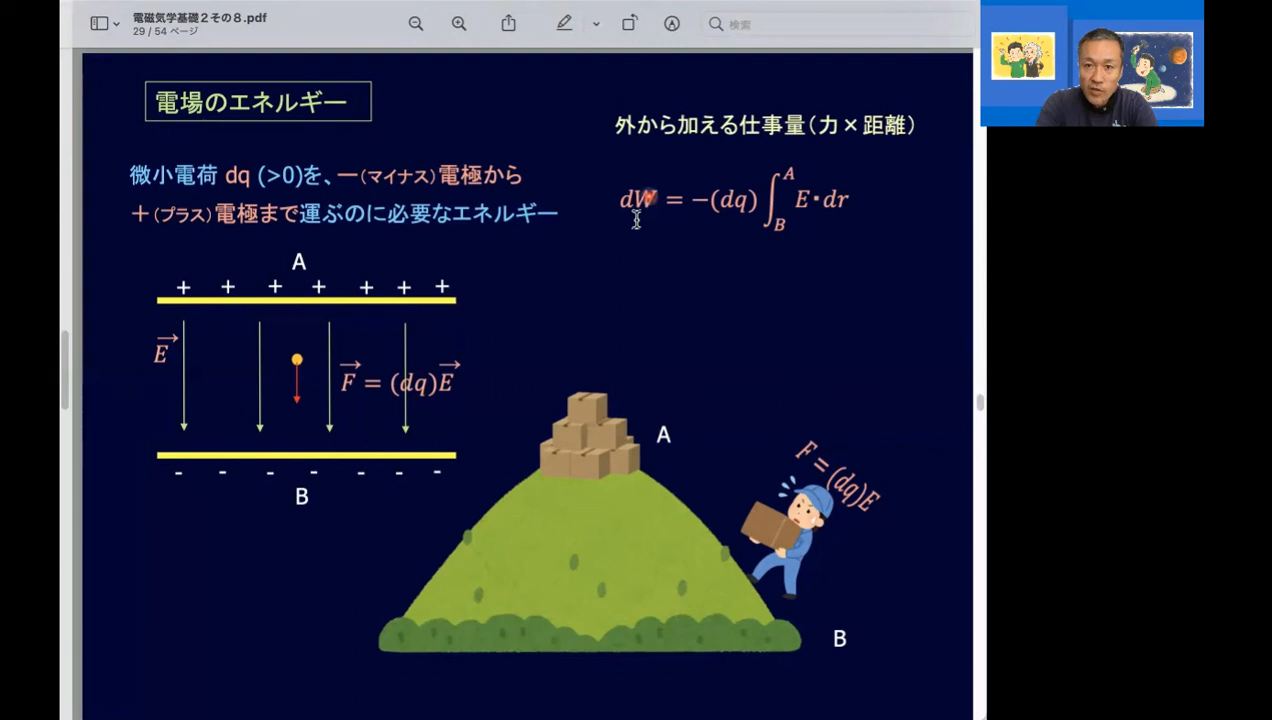 電磁気学基礎2その8.pdf
29 / 54 ページ
検索
電場のエネルギー
外から加える仕事量(力×距離)
微小電荷 dq (>0)を、ー(マイナス)電極から
+(プラス)電極まで運ぶのに必要なエネルギー
dW = −(dq) ∫_B^A E・dr
A
+ + + + + + +
E→
F→ = (dq)E→
- - - - - - -
B
A
F = (dq)E
B